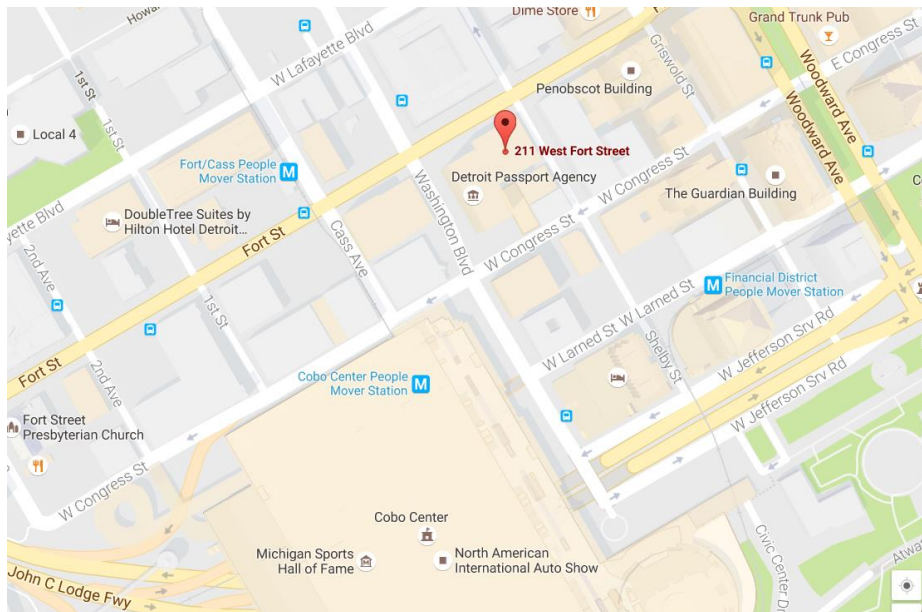 Howa
Dime Store
Grand Trunk Pub
W Lafayette Blvd
Griswold St
E Congress St
1st St
Penobscot Building
Woodward Ave
Woodward Ave
Local 4
1st St
211 West Fort Street
Fort/Cass People
Mover Station
Detroit Passport Agency
W Congress St
The Guardian Building
Washington Blvd
DoubleTree Suites by
Hilton Hotel Detroit...
yette Blvd
Fort St
Cass Ave
W Congress St
2nd Ave
1st St
Financial District
People Mover Station
W Larned St
W Larned St
W Jefferson Srv Rd
Shelby St
W Jefferson Srv Rd
Fort St
2nd Ave
Cobo Center People
Mover Station
Fort Street
Presbyterian Church
W Congress St
Cobo Center
Michigan Sports
Hall of Fame
North American
International Auto Show
Civic Center Dr
Atwa
John C Lodge Fwy
M
M
M